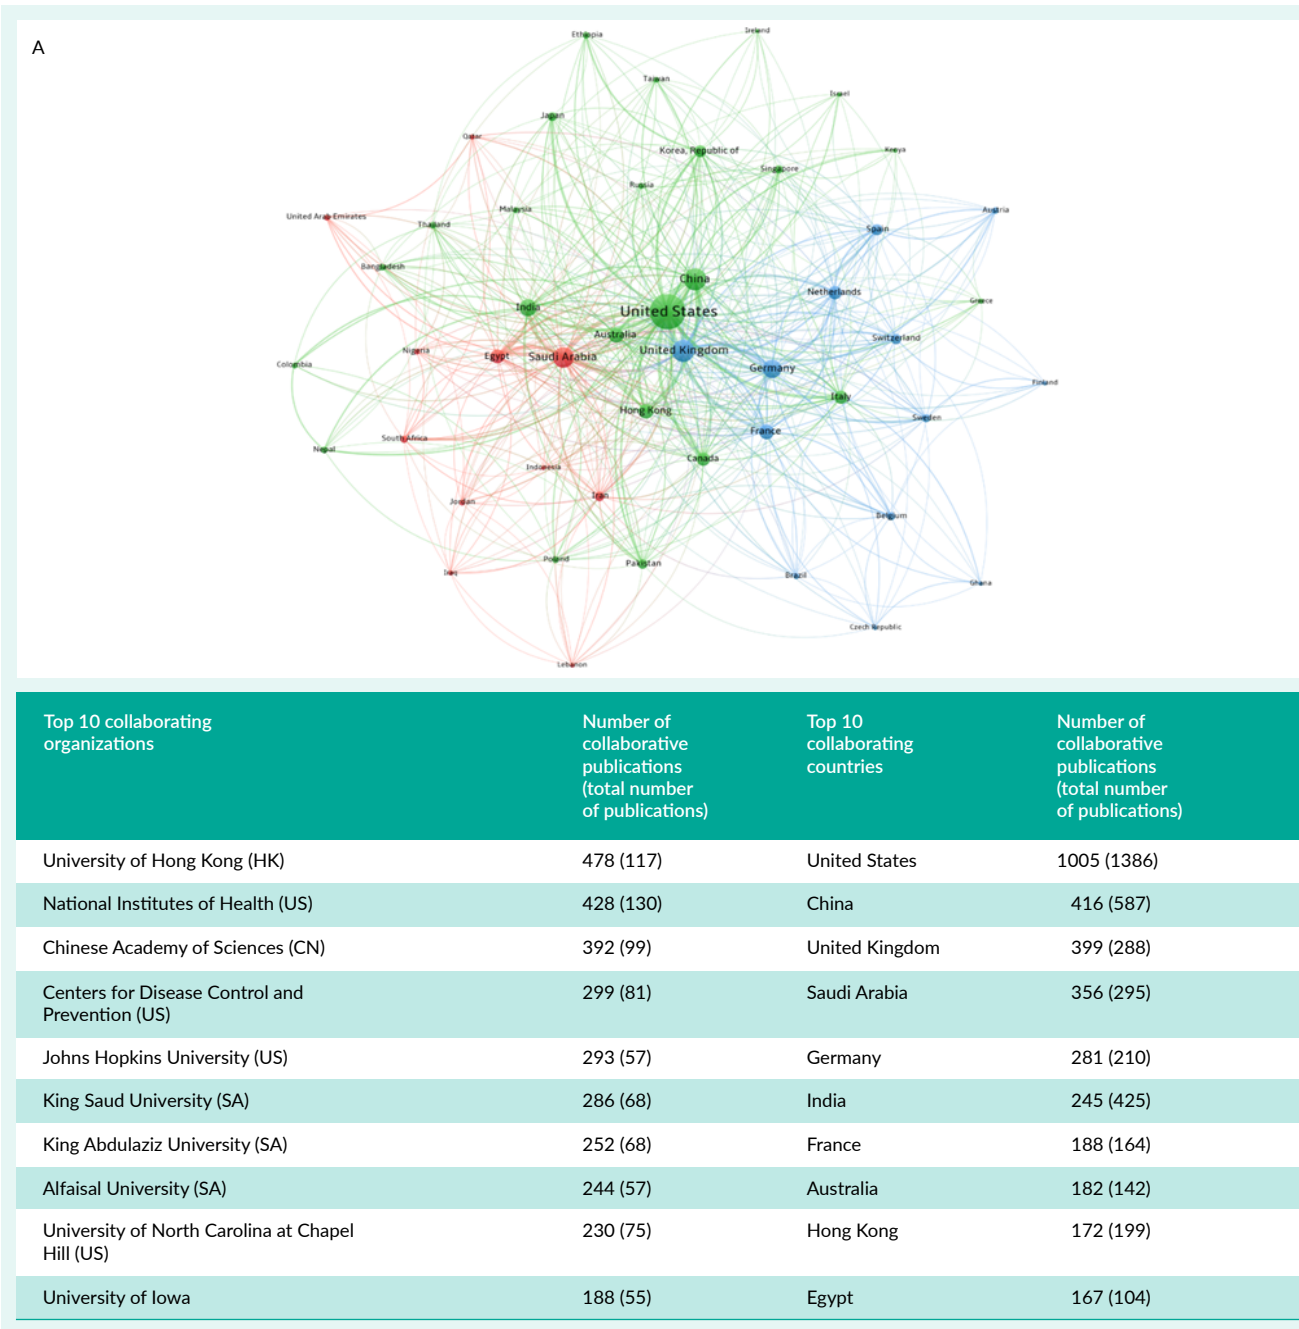 A
Ethiopia
Ireland
Taiwan
Israel
Japan
Qatar
Korea, Republic of
Kenya
Singapore
Russia
Malaysia
United Arab Emirates
Austria
Thailand
Spain
Bangladesh
China
Netherlands
Greece
India
United States
Australia
Switzerland
Nigeria
United Kingdom
Egypt
Saudi Arabia
Colombia
Germany
Finland
Italy
Hong Kong
Sweden
France
South Africa
Nepal
Canada
Indonesia
Iran
Jordan
Belgium
Poland
Pakistan
Iraq
Brazil
Ghana
Czech Republic
Lebanon
Top 10 collaborating
organizations
Number of
collaborative
publications
(total number
of publications)
Top 10
collaborating
countries
Number of
collaborative
publications
(total number
of publications)
University of Hong Kong (HK) 478 (117) United States 1005 (1386)
National Institutes of Health (US) 428 (130) China 416 (587)
Chinese Academy of Sciences (CN) 392 (99) United Kingdom 399 (288)
Centers for Disease Control and 299 (81) Saudi Arabia 356 (295)
Prevention (US)
Johns Hopkins University (US) 293 (57) Germany 281 (210)
King Saud University (SA) 286 (68) India 245 (425)
King Abdulaziz University (SA) 252 (68) France 188 (164)
Alfaisal University (SA) 244 (57) Australia 182 (142)
University of North Carolina at Chapel 230 (75) Hong Kong 172 (199)
Hill (US)
University of Iowa 188 (55) Egypt 167 (104)